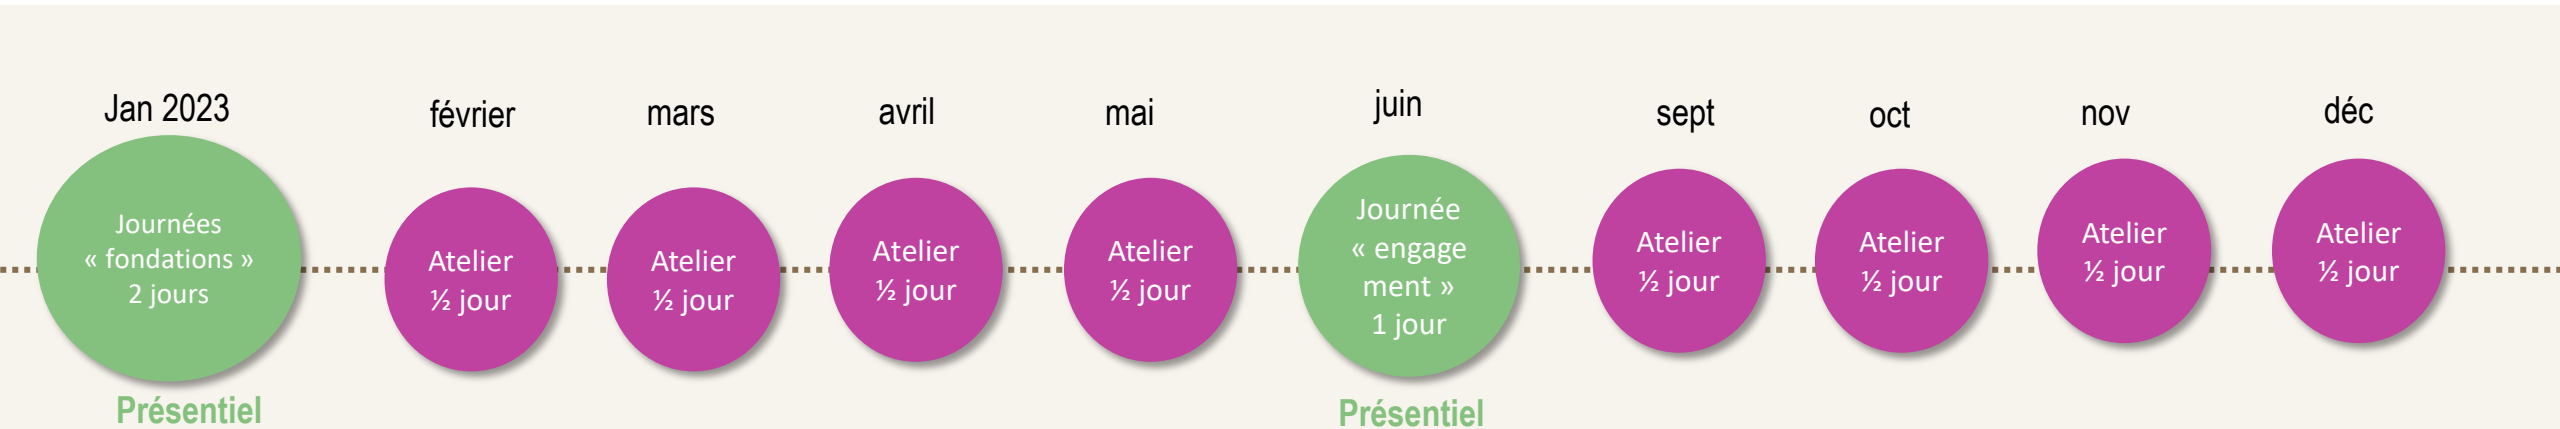 Jan 2023
février
mars
avril
mai
juin
sept
oct
nov
déc
Journées
« fondations »
2 jours
Atelier
½ jour
Atelier
½ jour
Atelier
½ jour
Atelier
½ jour
Journée
« engage
ment »
1 jour
Atelier
½ jour
Atelier
½ jour
Atelier
½ jour
Atelier
½ jour
Présentiel
Présentiel